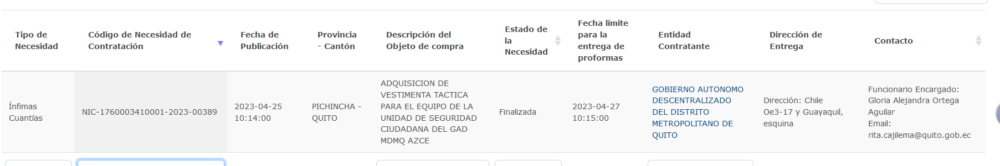 Tipo de
Necesidad
Código de Necesidad de
Contratación
Fecha de
Publicación
Provincia
- Cantón
Descripción del
Objeto de compra
Estado de
la
Necesidad
Fecha límite
para la
entrega de
proformas
Entidad
Contratante
Dirección de
Entrega
Contacto
Ínfimas
Cuantías
NIC-1760003410001-2023-00389
2023-04-25
10:14:00
PICHINCHA -
QUITO
ADQUISICION DE
VESTIMENTA TACTICA
PARA EL EQUIPO DE LA
UNIDAD DE SEGURIDAD
CIUDADANA DEL GAD
MDMQ AZCE
Finalizada
2023-04-27
10:15:00
GOBIERNO AUTONOMO
DESCENTRALIZADO
DEL DISTRITO
METROPOLITANO DE
QUITO
Dirección: Chile
Oe3-17 y Guayaquil,
esquina
Funcionario Encargado:
Gloria Alejandra Ortega
Aguilar
Email:
rita.cajilema@quito.gob.ec